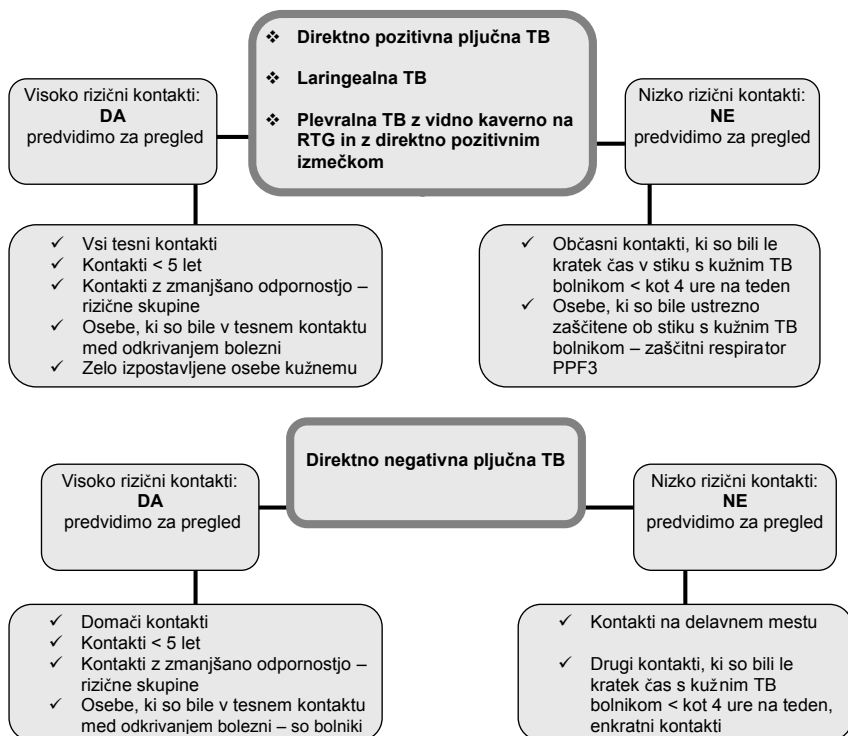 ❖ Direktno pozitivna pljučna TB
❖ Laringealna TB
❖ Plevralna TB z vidno kaverno na
RTG in z direktno pozitivnim
izmečkom
Visoko rizični kontakti:
DA
predvidimo za pregled
Nizko rizični kontakti:
NE
predvidimo za pregled
✓ Vsi tesni kontakti
✓ Kontakti < 5 let
✓ Kontakti z zmanjšano odpornostjo –
rizične skupine
✓ Osebe, ki so bile v tesnem kontaktu
med odkrivanjem bolezni
✓ Zelo izpostavljene osebe kužnemu
✓ Občasni kontakti, ki so bili le
kratek čas v stiku s kužnim TB
bolnikom < kot 4 ure na teden
✓ Osebe, ki so bile ustrezno
zaščitene ob stiku s kužnim TB
bolnikom – zaščitni respirator
PPF3
Direktno negativna pljučna TB
Visoko rizični kontakti:
DA
predvidimo za pregled
Nizko rizični kontakti:
NE
predvidimo za pregled
✓ Domači kontakti
✓ Kontakti < 5 let
✓ Kontakti z zmanjšano odpornostjo –
rizične skupine
✓ Osebe, ki so bile v tesnem kontaktu
med odkrivanjem bolezni – so bolniki
✓ Kontakti na delavnem mestu
✓ Drugi kontakti, ki so bili le
kratek čas s kužnim TB
bolnikom < kot 4 ure na teden,
enkratni kontakti